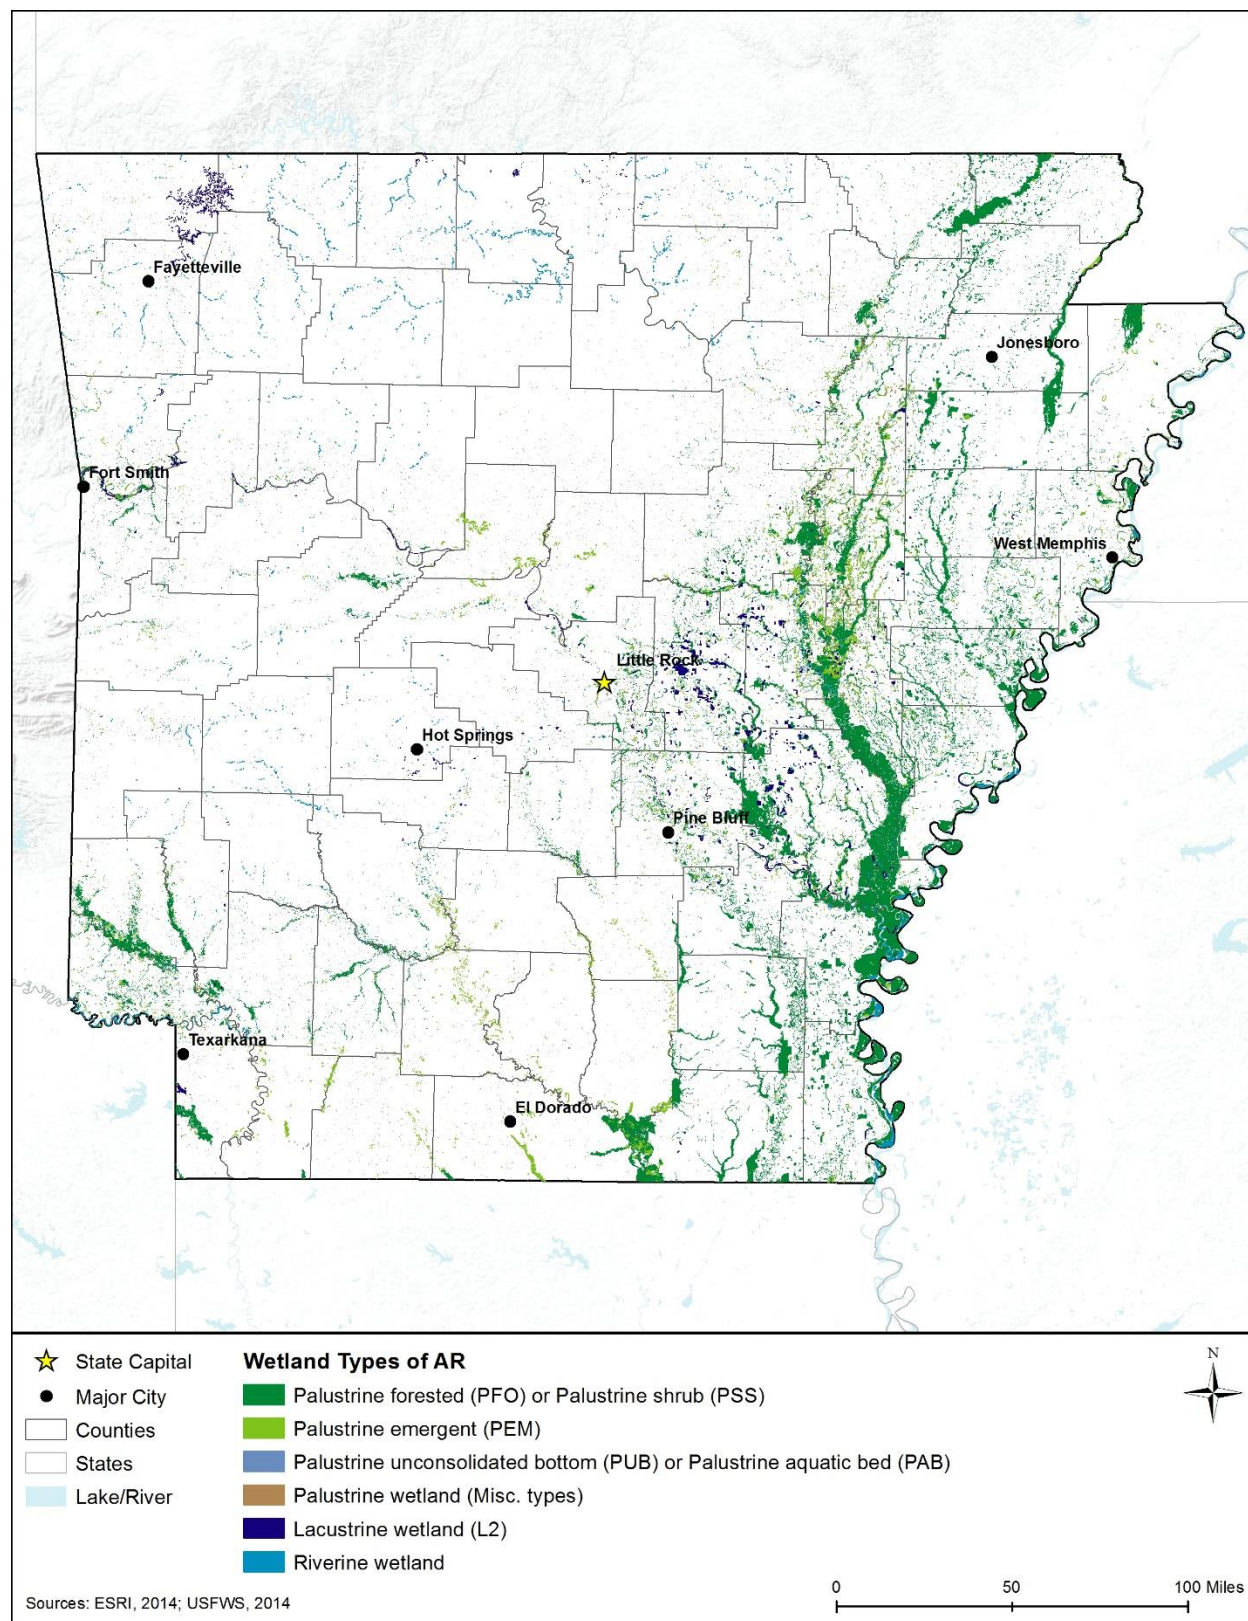 Fayetteville
Jonesboro
Fort Smith
West Memphis
Little Rock
Hot Springs
Pine Bluff
Texarkana
El Dorado
State Capital
Major City
Counties
States
Lake/River
Wetland Types of AR
Palustrine forested (PFO) or Palustrine shrub (PSS)
Palustrine emergent (PEM)
Palustrine unconsolidated bottom (PUB) or Palustrine aquatic bed (PAB)
Palustrine wetland (Misc. types)
Lacustrine wetland (L2)
Riverine wetland
N
Sources: ESRI, 2014; USFWS, 2014
0 50 100 Miles